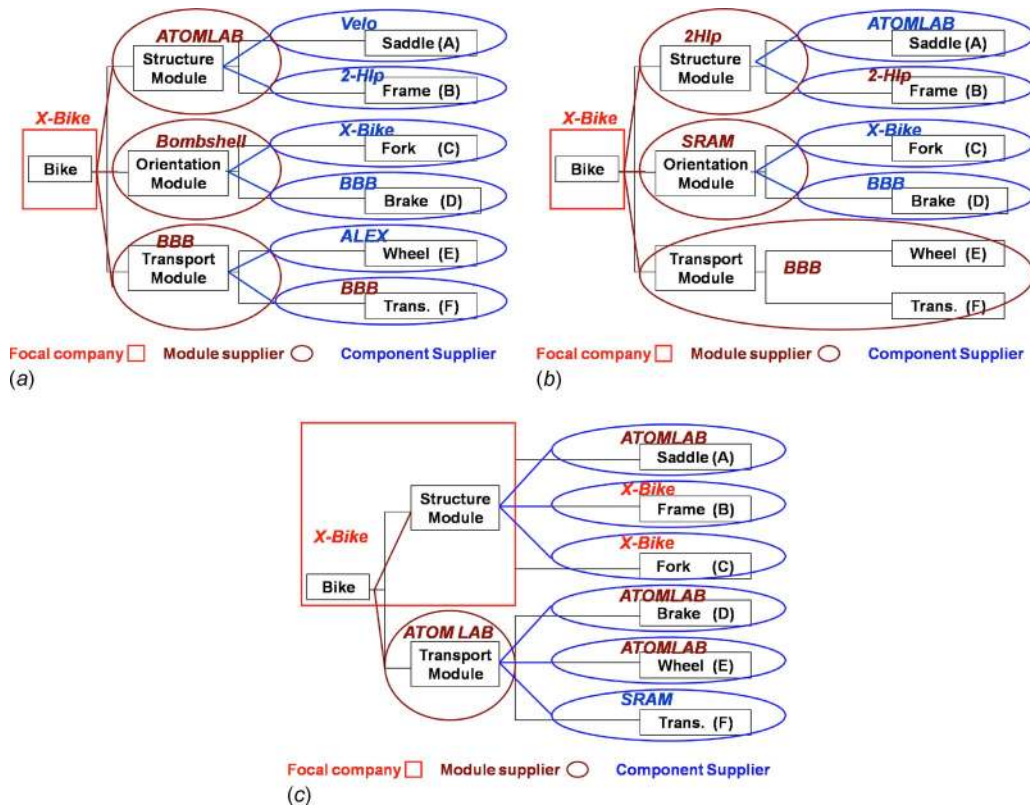 ATOMLAB
Structure
Module
Velo
Saddle (A)
2-HIp
Frame (B)
X-Bike
Bike
Bombshell
Orientation
Module
X-Bike
Fork (C)
BBB
Brake (D)
BBB
Transport
Module
ALEX
Wheel (E)
BBB
Trans. (F)
Focal company Module supplier Component Supplier
(a)
2HIp
Structure
Module
ATOMLAB
Saddle (A)
2-HIp
Frame (B)
X-Bike
Bike
SRAM
Orientation
Module
X-Bike
Fork (C)
BBB
Brake (D)
Transport
Module
BBB
Wheel (E)
Trans. (F)
Focal company Module supplier Component Supplier
(b)
X-Bike
Bike
Structure
Module
ATOMLAB
Saddle (A)
X-Bike
Frame (B)
X-Bike
Fork (C)
ATOM LAB
Transport
Module
ATOMLAB
Brake (D)
ATOMLAB
Wheel (E)
SRAM
Trans. (F)
Focal company Module supplier Component Supplier
(c)